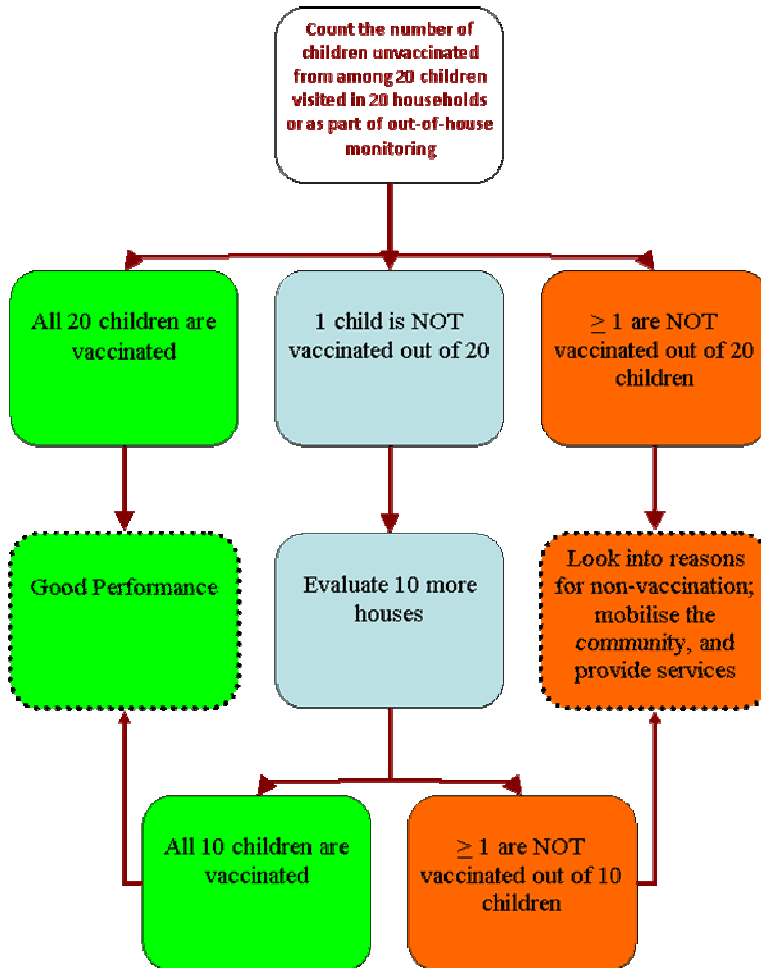 Count the number of
children unvaccinated
from among 20 children
visited in 20 households
or as part of out-of-house
monitoring
All 20 children are
vaccinated
1 child is NOT
vaccinated out of 20
≥ 1 are NOT
vaccinated out of 20
children
Good Performance
Evaluate 10 more
houses
Look into reasons
for non-vaccination;
mobilise the
community, and
provide services
All 10 children are
vaccinated
≥ 1 are NOT
vaccinated out of 10
children